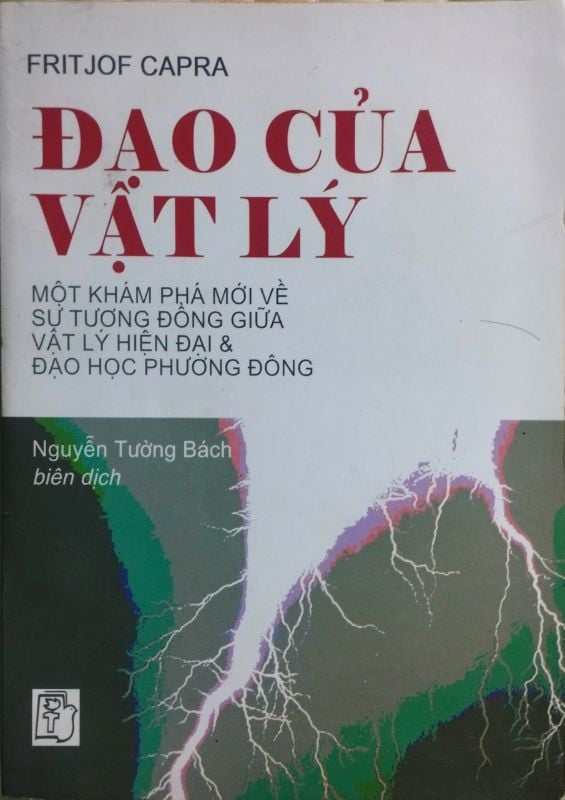 FRITJOF CAPRA
ĐẠO CỦA
VẬT LÝ
MỘT KHÁM PHÁ MỚI VỀ
SỰ TƯƠNG ĐỒNG GIỮA
VẬT LÝ HIỆN ĐẠI &
ĐẠO HỌC PHƯƠNG ĐÔNG
Nguyễn Tường Bách
biên dịch
T